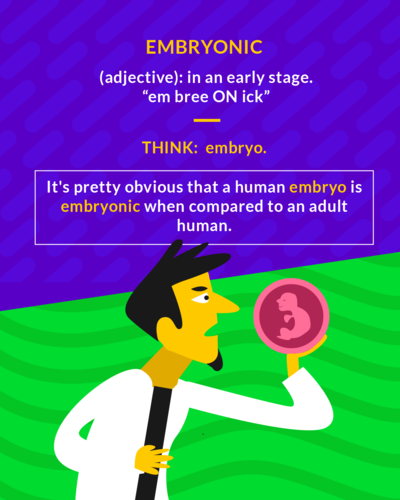 EMBRYONIC
(adjective): in an early stage.
“em bree ON ick”
THINK: embryo.
It's pretty obvious that a human embryo is
embryonic when compared to an adult
human.